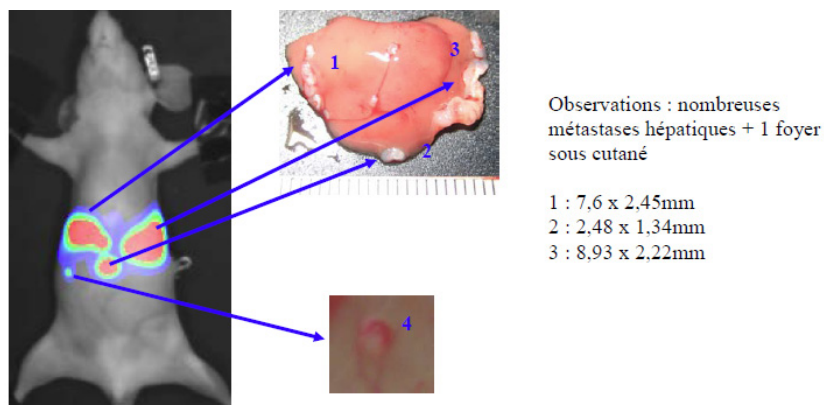 1
3
2
4
Observations : nombreuses
métastases hépatiques + 1 foyer
sous cutané
1 : 7,6 x 2,45mm
2 : 2,48 x 1,34mm
3 : 8,93 x 2,22mm